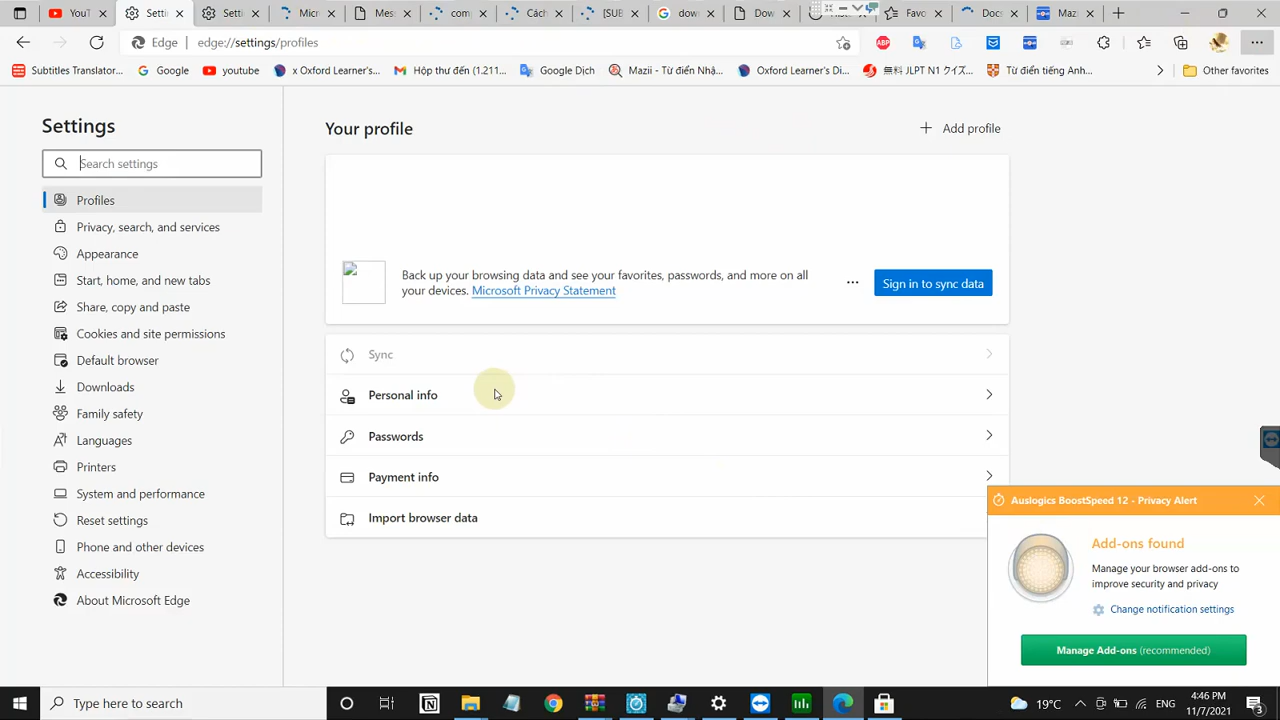 YouT
Setti
Setti
Micr
Mess
com
Cách
[SUB
dow
Dow
Favo
Docs
Mazi
Edge
edge://settings/profiles
Subtitles Translator...
Google
youtube
x Oxford Learner's...
Hộp thư đến (1.211...
Google Dịch
Mazii - Từ điển Nhậ...
Oxford Learner's Di...
無料 JLPT N1 クイズ...
Từ điển tiếng Anh...
Other favorites
Settings
Search settings
Profiles
Privacy, search, and services
Appearance
Start, home, and new tabs
Share, copy and paste
Cookies and site permissions
Default browser
Downloads
Family safety
Languages
Printers
System and performance
Reset settings
Phone and other devices
Accessibility
About Microsoft Edge
Your profile
Add profile
Back up your browsing data and see your favorites, passwords, and more on all
your devices. Microsoft Privacy Statement
Sign in to sync data
Sync
Personal info
Passwords
Payment info
Import browser data
Auslogics BoostSpeed 12 - Privacy Alert
Add-ons found
Manage your browser add-ons to
improve security and privacy
Change notification settings
Manage Add-ons (recommended)
Type here to search
19°C
ENG
4:46 PM
11/7/2021
3